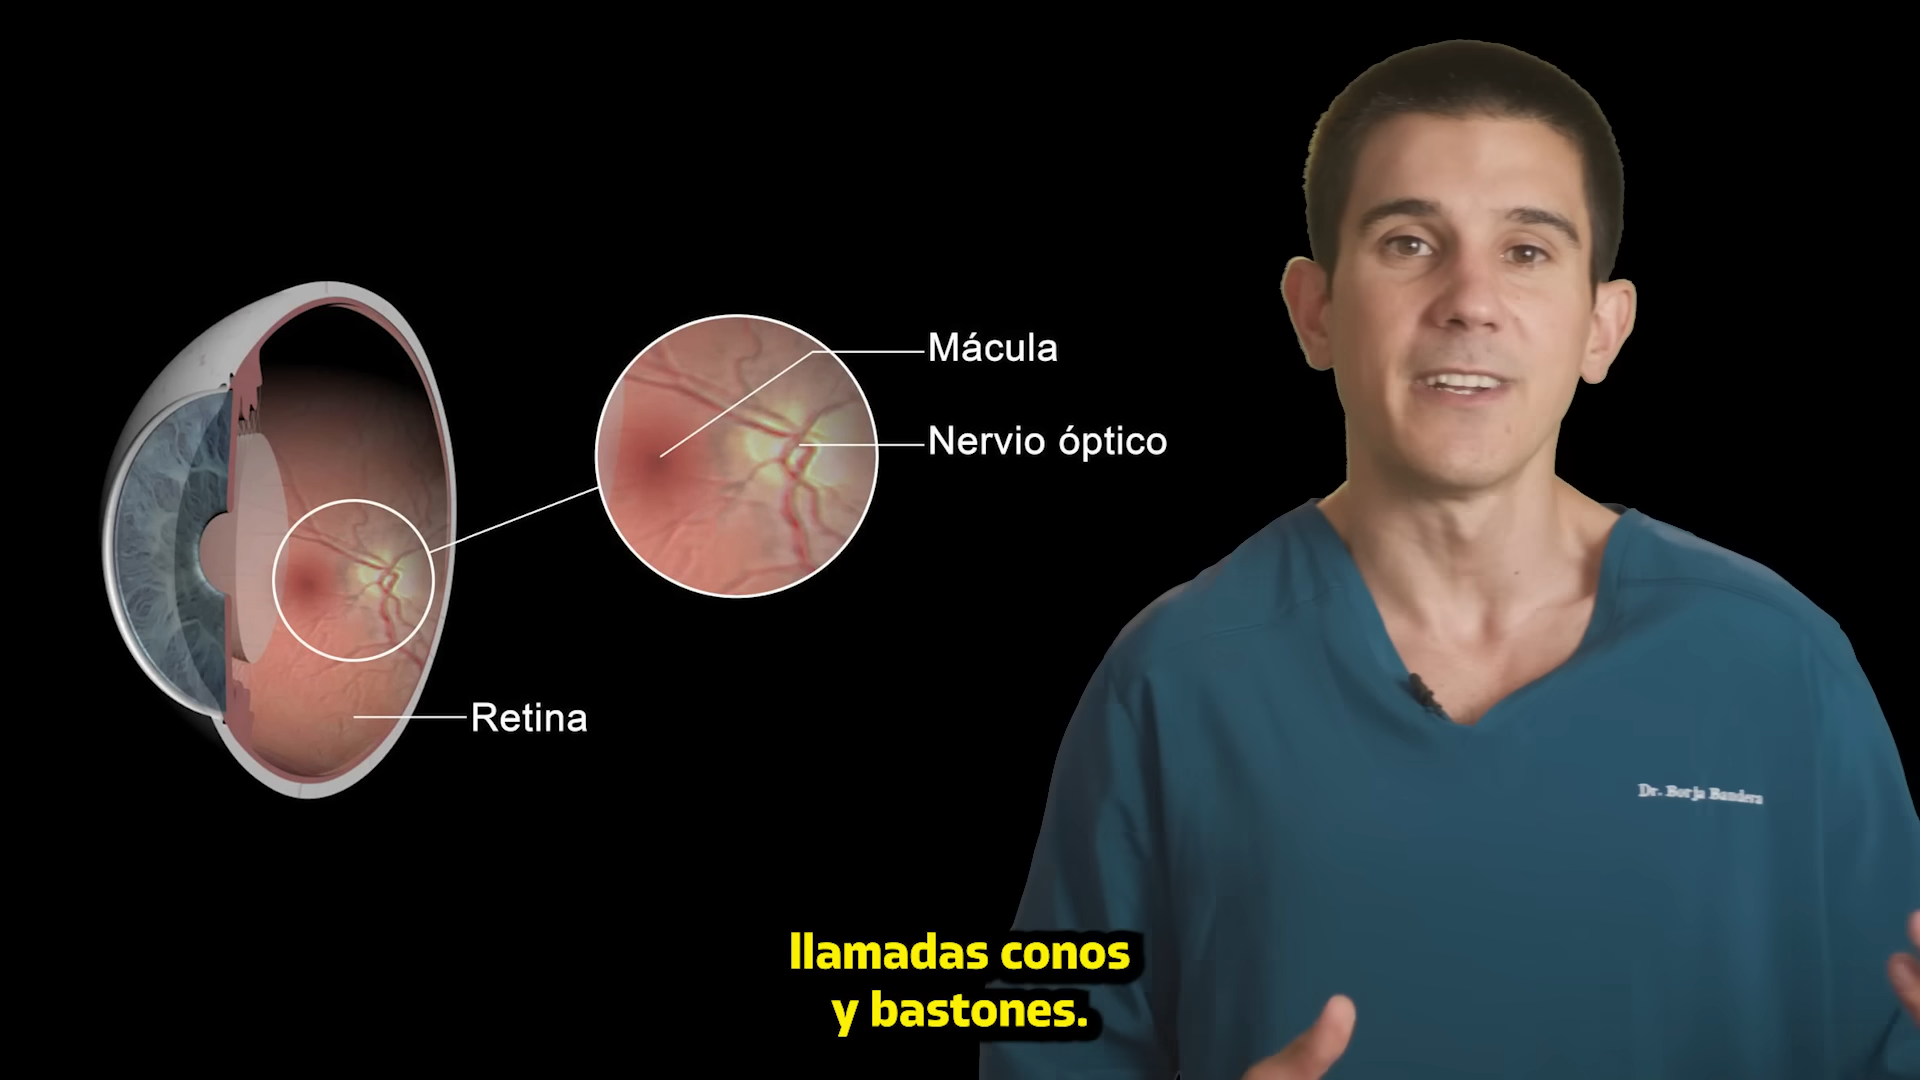 Mácula
Nervio óptico
Retina
Dr. Borja Bandera
llamadas conos
y bastones.